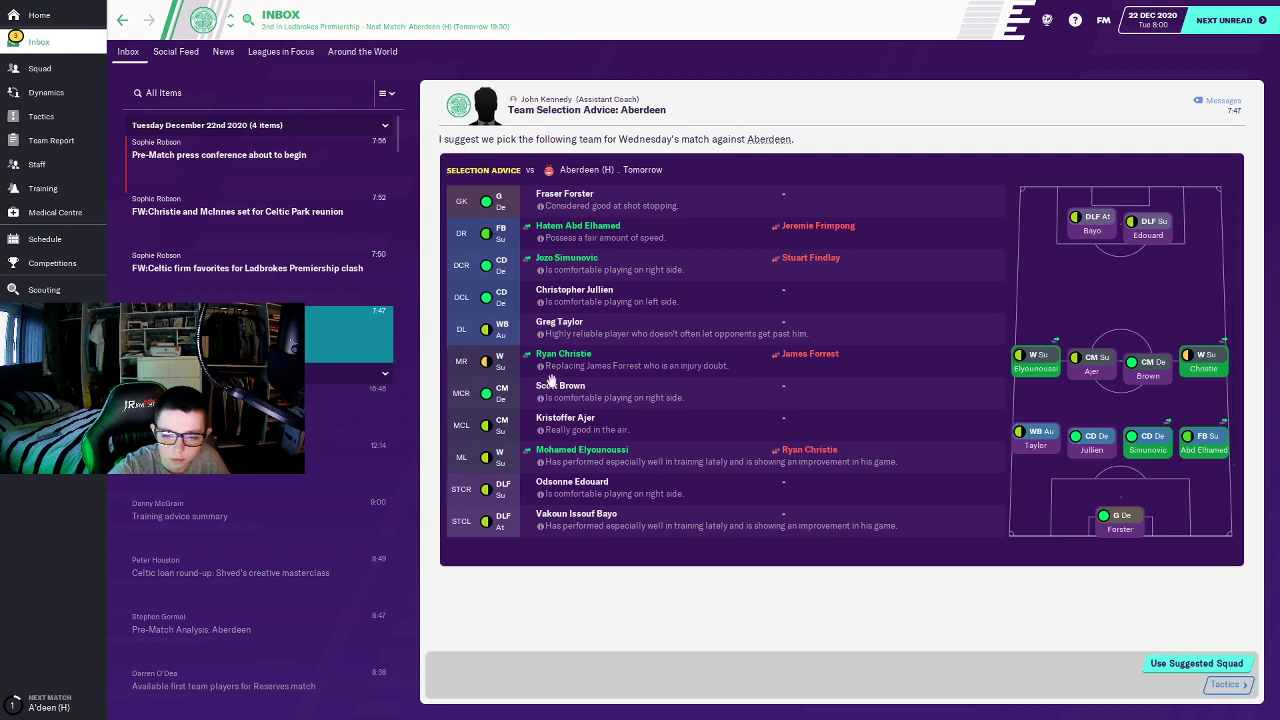 INBOX
2nd in Ladbrokes Premiership - Next Match: Aberdeen (H) (Tomorrow 19:30)
FM
22 DEC 2020
Tue 8:00
NEXT UNREAD
Home
3
Inbox
Squad
Dynamics
Tactics
Team Report
Staff
Training
Medical Centre
Schedule
Competitions
Scouting
Inbox
Social Feed
News
Leagues in Focus
Around the World
All Items
Tuesday December 22nd 2020 (4 items)
Sophie Robson
7:56
Pre-Match press conference about to begin
Sophie Robson
7:52
FW:Christie and McInnes set for Celtic Park reunion
Sophie Robson
7:50
FW:Celtic firm favorites for Ladbrokes Premiership clash
7:47
16:46
12:14
Danny McGrain
9:00
Training advice summary
Peter Houston
8:49
Celtic loan round-up: Shved's creative masterclass
Stephen Gormal
8:47
Pre-Match Analysis: Aberdeen
Darren O'Dea
8:38
Available first team players for Reserves match
1
NEXT MATCH
A'deen (H)
John Kennedy (Assistant Coach)
Team Selection Advice: Aberdeen
Messages
7:47
I suggest we pick the following team for Wednesday's match against Aberdeen.
SELECTION ADVICE vs Aberdeen (H) .. Tomorrow
GK G De Fraser Forster -
Considered good at shot stopping.
DR FB Su Hatem Abd Elhamed Jeremie Frimpong
Possess a fair amount of speed.
DCR CD De Jozo Simunovic Stuart Findlay
Is comfortable playing on right side.
DCL CD De Christopher Jullien -
Is comfortable playing on left side.
DL WB Au Greg Taylor -
Highly reliable player who doesn't often let opponents get past him.
MR W Su Ryan Christie James Forrest
Replacing James Forrest who is an injury doubt.
MCR CM De Scott Brown -
Is comfortable playing on right side.
MCL CM Su Kristoffer Ajer -
Really good in the air.
ML W Su Mohamed Elyounoussi Ryan Christie
Has performed especially well in training lately and is showing an improvement in his game.
STCR DLF Su Odsonne Edouard -
Is comfortable playing on right side.
STCL DLF At Vakoun Issouf Bayo -
Has performed especially well in training lately and is showing an improvement in his game.
DLF At
Bayo
DLF Su
Edouard
W Su
Elyounoussi
CM Su
Ajer
CM De
Brown
W Su
Christie
WB Au
Taylor
CD De
Jullien
CD De
Simunovic
FB Su
Abd Elhamed
G De
Forster
Use Suggested Squad
Tactics